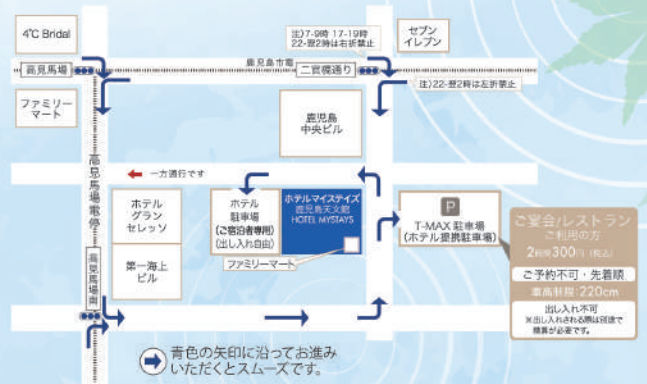 4℃ Bridal
注)7-9時 17-19時
22-翌2時は右折禁止
セブン
イレブン
高見馬場
鹿児島市電
二官橋通り
注)22-翌2時は左折禁止
ファミリー
マート
鹿児島
中央ビル
高見馬場電停
一方通行です
ホテル
グラン
セレッソ
ホテル
駐車場
(ご宿泊者専用)
(出し入れ自由)
ホテルマイステイズ
鹿児島天文館
HOTEL MYSTAYS
ファミリーマート
P
T-MAX 駐車場
(ホテル提携駐車場)
ご宴会/レストラン
ご利用の方
2時間300円(税込)
ご予約不可・先着順
車高制限:220cm
出し入れ不可
※出し入れされる際は別途で
精算が必要です。
第一海上
ビル
高見馬場南
青色の矢印に沿ってお進み
いただくとスムーズです。